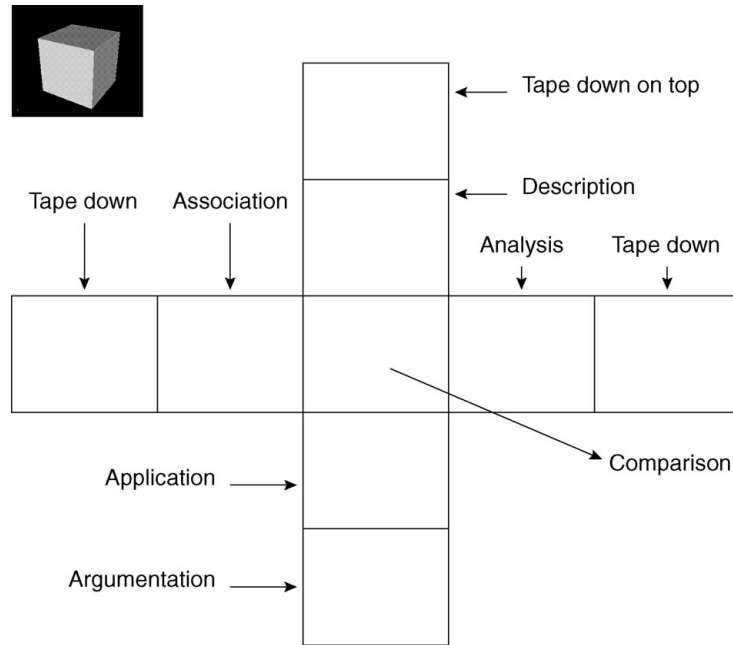 Tape down on top
Description
Tape down
Association
Analysis
Tape down
Comparison
Application
Argumentation